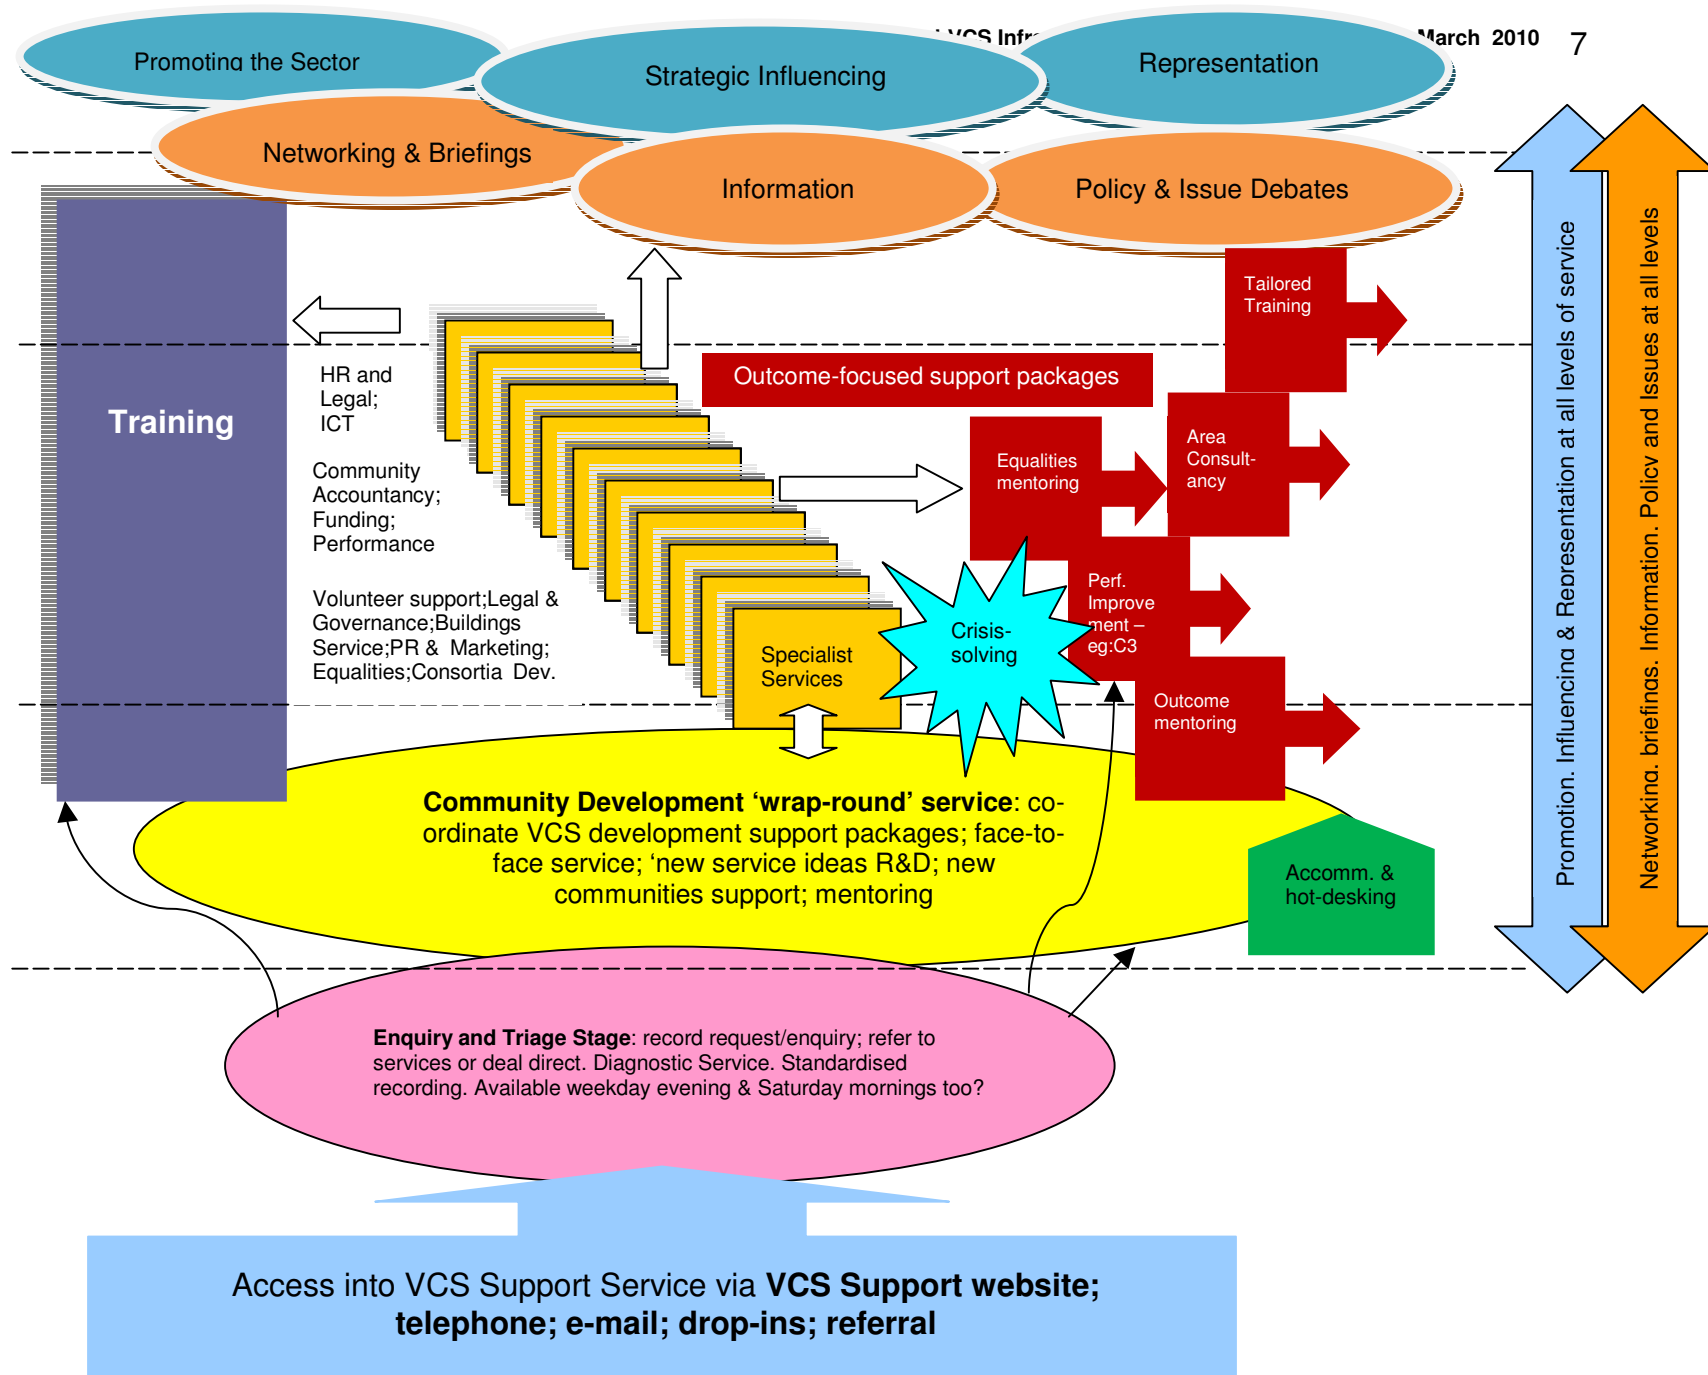 VCS Infr
March 2010 7
Promoting the Sector
Strategic Influencing
Representation
Networking & Briefings
Information
Policy & Issue Debates
Training
HR and
Legal;
ICT
Community
Accountancy;
Funding;
Performance
Volunteer support;Legal &
Governance;Buildings
Service;PR & Marketing;
Equalities;Consortia Dev.
Specialist
Services
Outcome-focused support packages
Tailored
Training
Equalities
mentoring
Area
Consult-
ancy
Crisis-
solving
Perf.
Improve
ment –
eg:C3
Outcome
mentoring
Community Development ‘wrap-round’ service: co-
ordinate VCS development support packages; face-to-
face service; ‘new service ideas R&D; new
communities support; mentoring
Accomm. &
hot-desking
Enquiry and Triage Stage: record request/enquiry; refer to
services or deal direct. Diagnostic Service. Standardised
recording. Available weekday evening & Saturday mornings too?
Access into VCS Support Service via VCS Support website;
telephone; e-mail; drop-ins; referral
Promotion, Influencing & Representation at all levels of service
Networking, briefings, Information, Policy and Issues at all levels